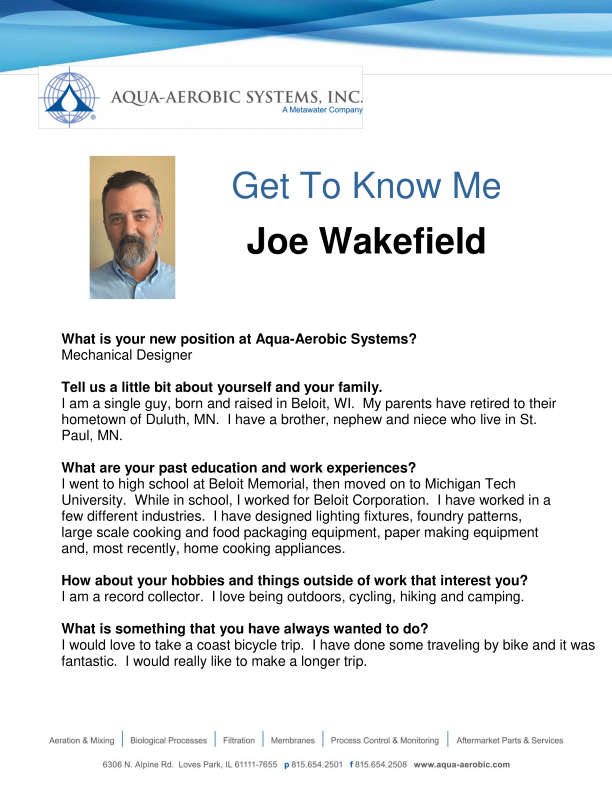 AQUA-AEROBIC SYSTEMS, INC.
A Metawater Company
®
Get To Know Me
Joe Wakefield
What is your new position at Aqua-Aerobic Systems?
Mechanical Designer
Tell us a little bit about yourself and your family.
I am a single guy, born and raised in Beloit, WI.  My parents have retired to their
hometown of Duluth, MN.  I have a brother, nephew and niece who live in St.
Paul, MN.
What are your past education and work experiences?
I went to high school at Beloit Memorial, then moved on to Michigan Tech
University.  While in school, I worked for Beloit Corporation.  I have worked in a
few different industries.  I have designed lighting fixtures, foundry patterns,
large scale cooking and food packaging equipment, paper making equipment
and, most recently, home cooking appliances.
How about your hobbies and things outside of work that interest you?
I am a record collector.  I love being outdoors, cycling, hiking and camping.
What is something that you have always wanted to do?
I would love to take a coast bicycle trip.  I have done some traveling by bike and it was
fantastic.  I would really like to make a longer trip.
Aeration & Mixing | Biological Processes | Filtration | Membranes | Process Control & Monitoring | Aftermarket Parts & Services
6306 N. Alpine Rd.  Loves Park, IL 61111-7655  p 815.654.2501  f 815.654.2508  www.aqua-aerobic.com